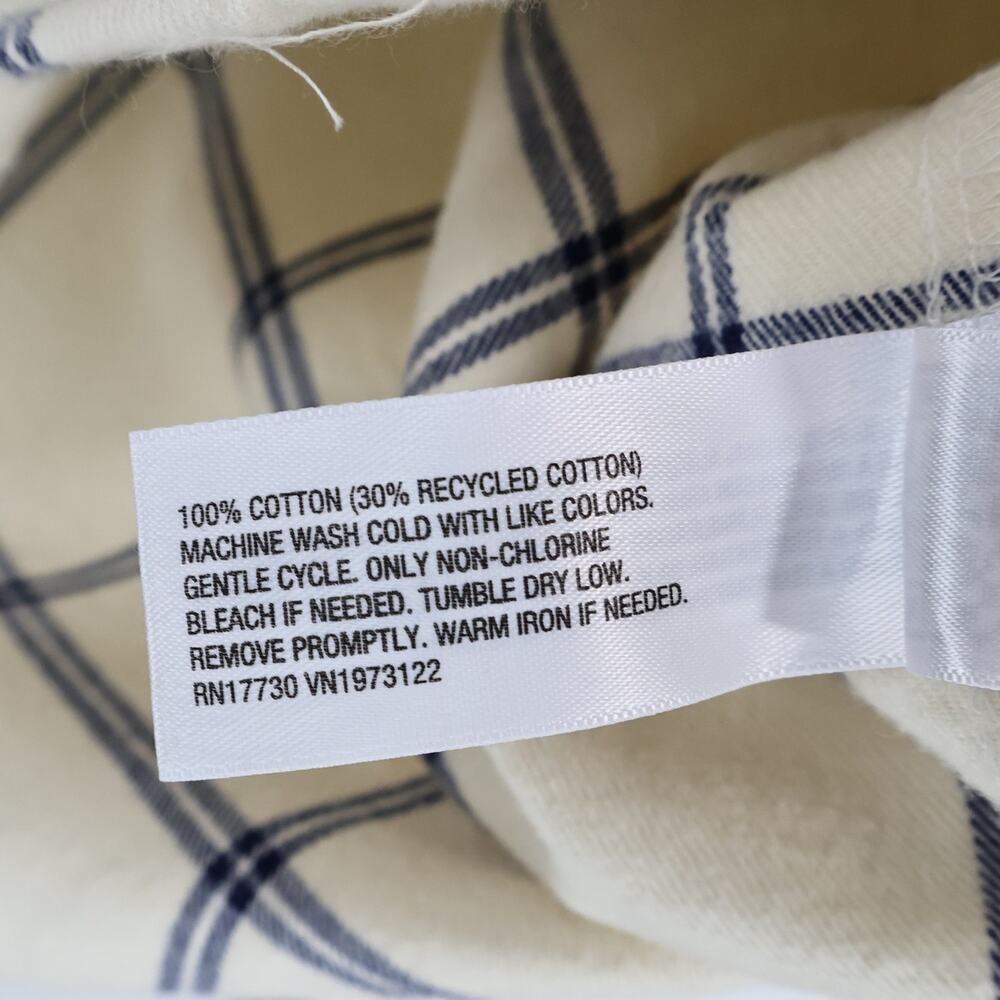 100% COTTON (30% RECYCLED COTTON)
MACHINE WASH COLD WITH LIKE COLORS.
GENTLE CYCLE. ONLY NON-CHLORINE
BLEACH IF NEEDED. TUMBLE DRY LOW.
REMOVE PROMPTLY. WARM IRON IF NEEDED.
RN17730 VN1973122